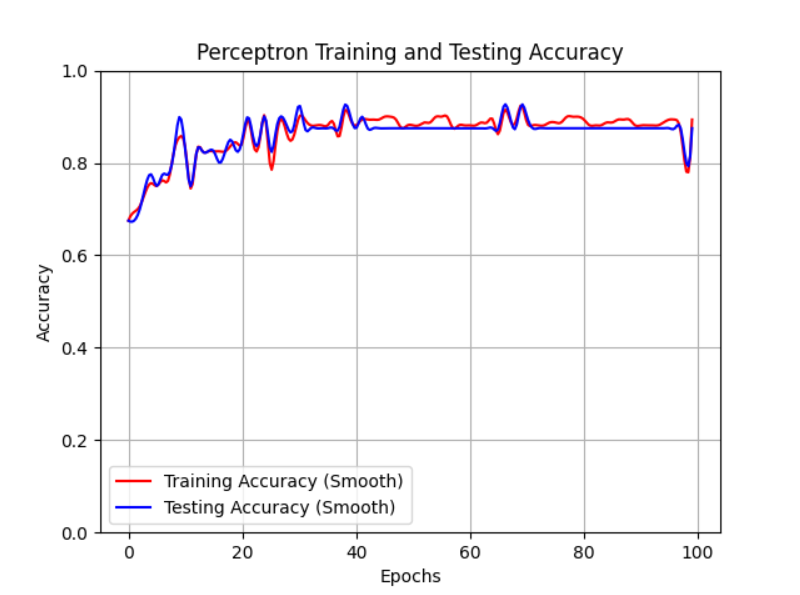 Perceptron Training and Testing Accuracy
1.0
0.8
0.6
0.4
0.2
0.0
Accuracy
Training Accuracy (Smooth)
Testing Accuracy (Smooth)
0 20 40 60 80 100
Epochs